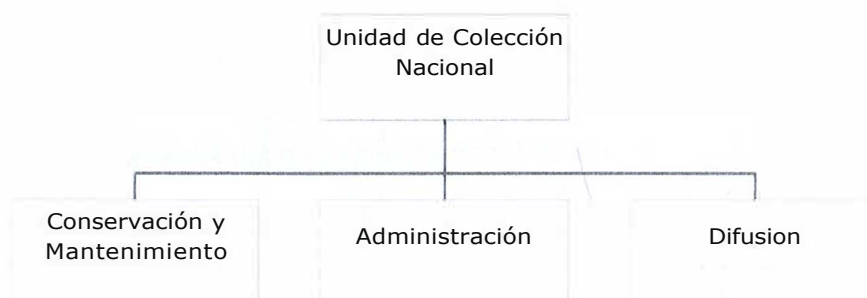 Unidad de Colección
Nacional
Conservación y
Mantenimiento
Administración
Difusion